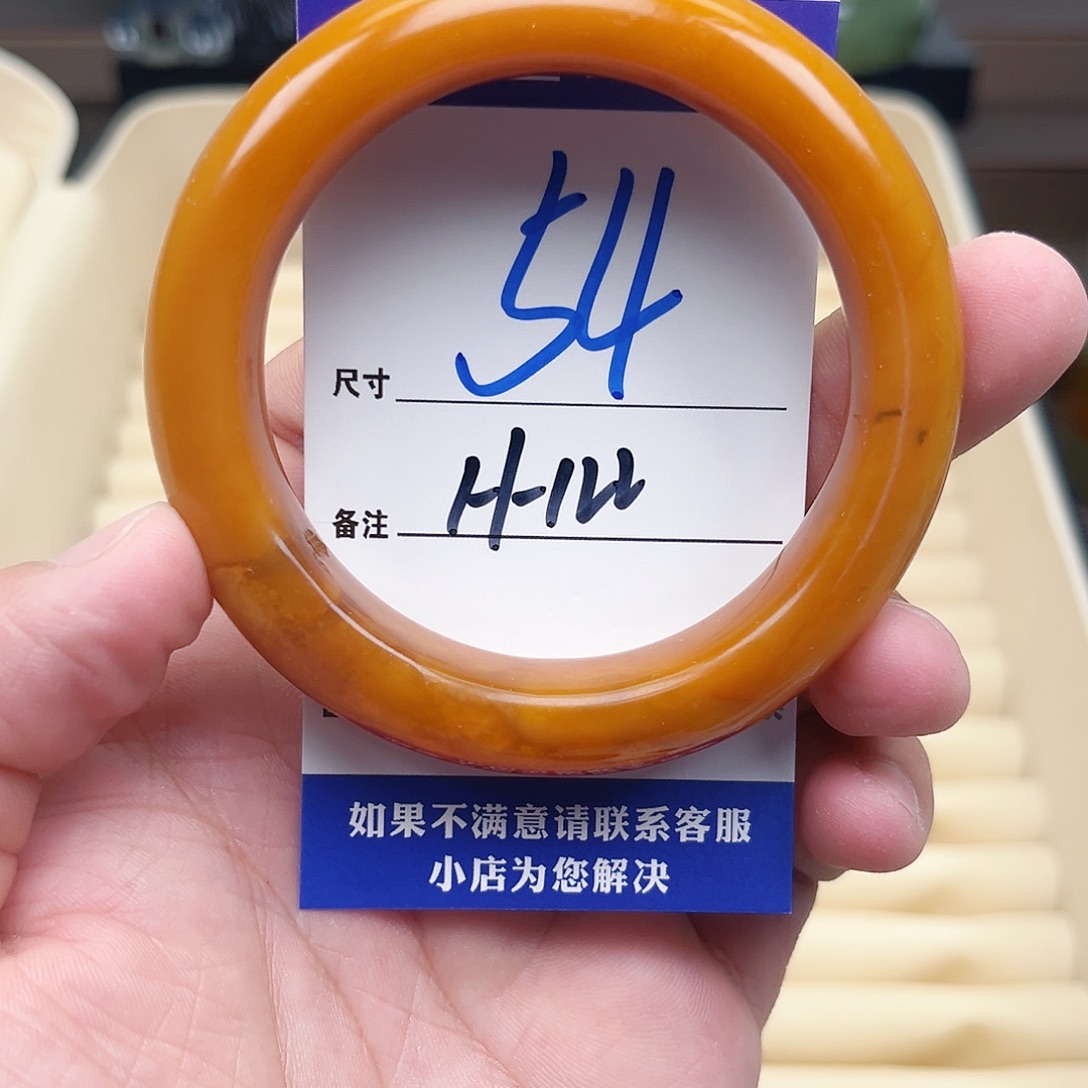 尺寸 54
备注 H-122
如果不满意请联系客服
小店为您解决